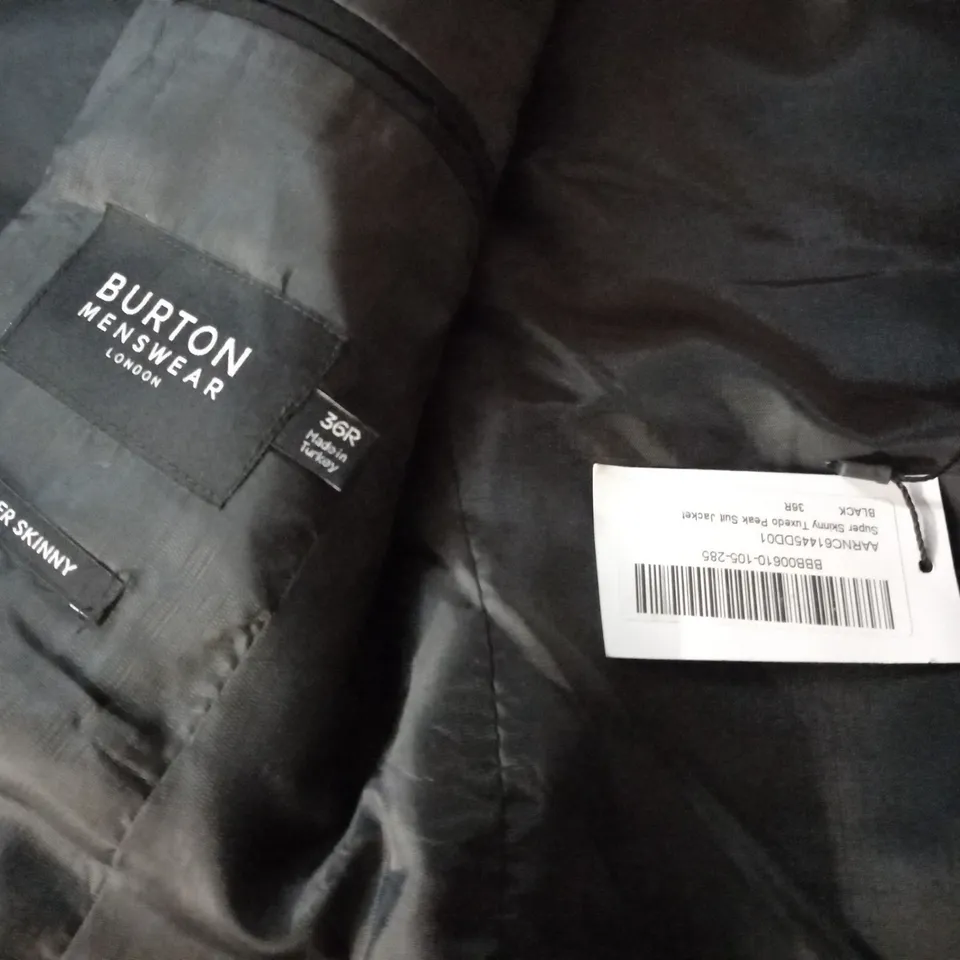 BURTON
MENSWEAR
LONDON
36R
Made in
Turkey
ER SKINNY
BBB00610-105-285
AARNC61445DD01
Super Skinny Tuxedo Peak Suit Jacket
BLACK 36R